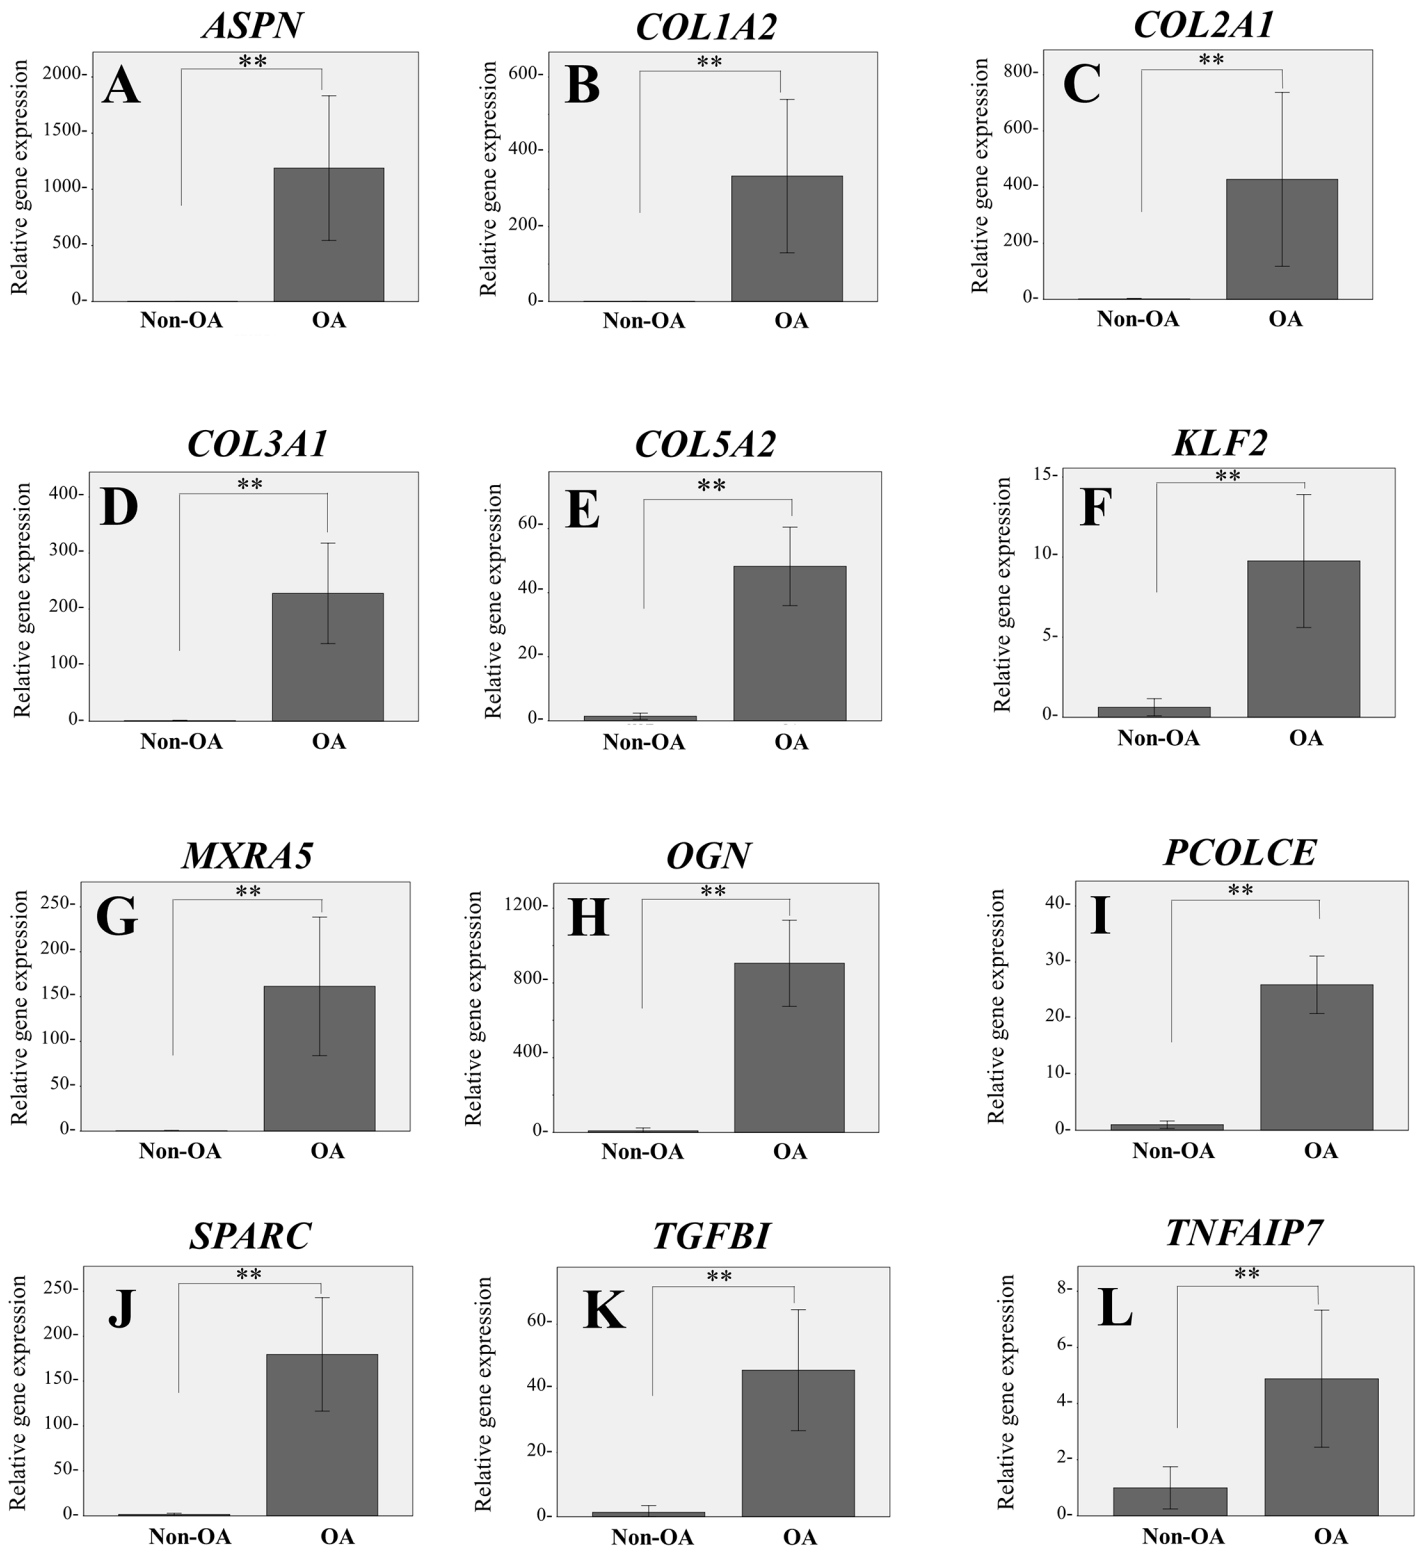 ASPN
COL1A2
COL2A1
A
**
Relative gene expression
2000-
1500-
1000-
500-
0-
Non-OA
OA
B
**
Relative gene expression
600-
400-
200-
0-
Non-OA
OA
C
**
Relative gene expression
800-
600-
400-
200-
0-
Non-OA
OA
COL3A1
COL5A2
KLF2
D
**
Relative gene expression
400-
300-
200-
100-
0-
Non-OA
OA
E
**
Relative gene expression
60-
40-
20-
0-
Non-OA
OA
F
**
Relative gene expression
15-
10-
5-
0-
Non-OA
OA
MXRA5
OGN
PCOLCE
G
**
Relative gene expression
250-
200-
150-
100-
50-
0-
Non-OA
OA
H
**
Relative gene expression
1200-
800-
400-
0-
Non-OA
OA
I
**
Relative gene expression
40-
30-
20-
10-
0-
Non-OA
OA
SPARC
TGFBI
TNFAIP7
J
**
Relative gene expression
250-
200-
150-
100-
50-
0-
Non-OA
OA
K
**
Relative gene expression
60-
40-
20-
0-
Non-OA
OA
L
**
Relative gene expression
8-
6-
4-
2-
0-
Non-OA
OA